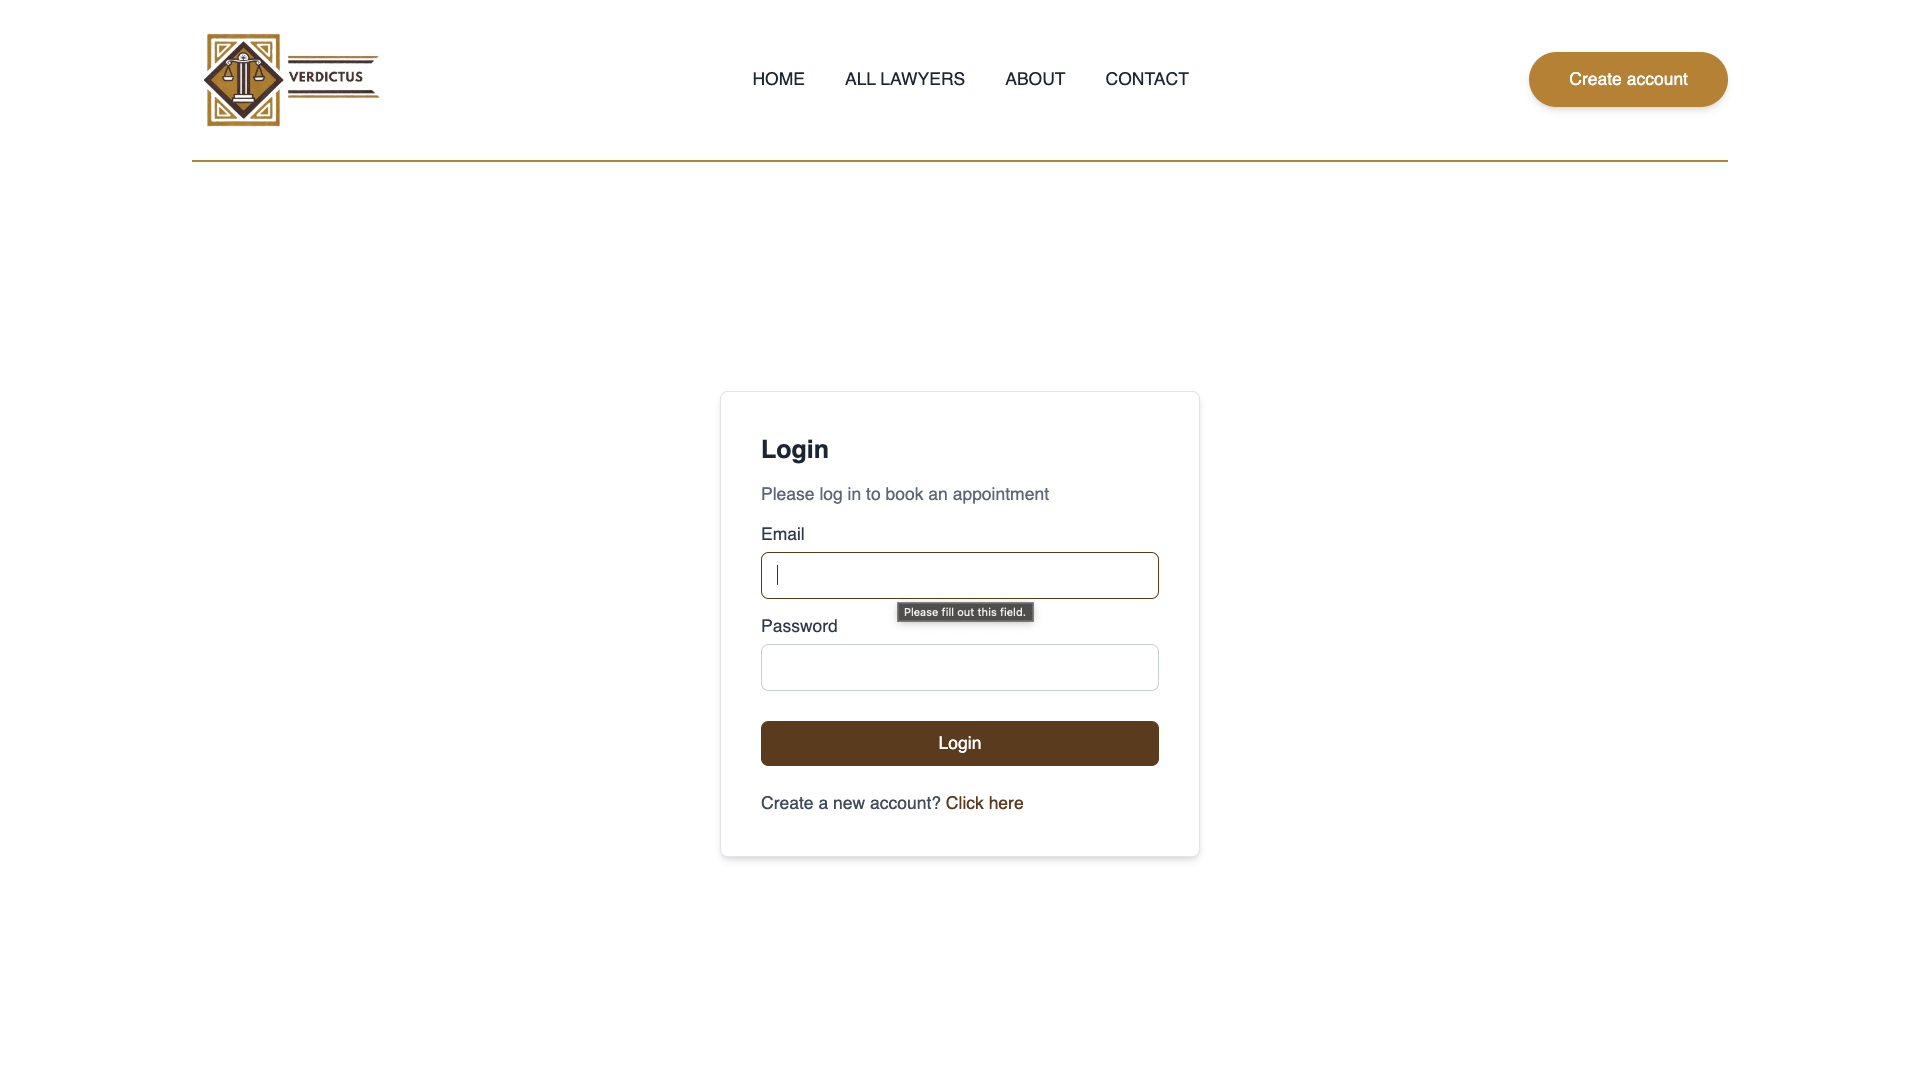 VERDICTUS
HOME
ALL LAWYERS
ABOUT
CONTACT
Create account
Login
Please log in to book an appointment
Email
Please fill out this field.
Password
Login
Create a new account? Click here